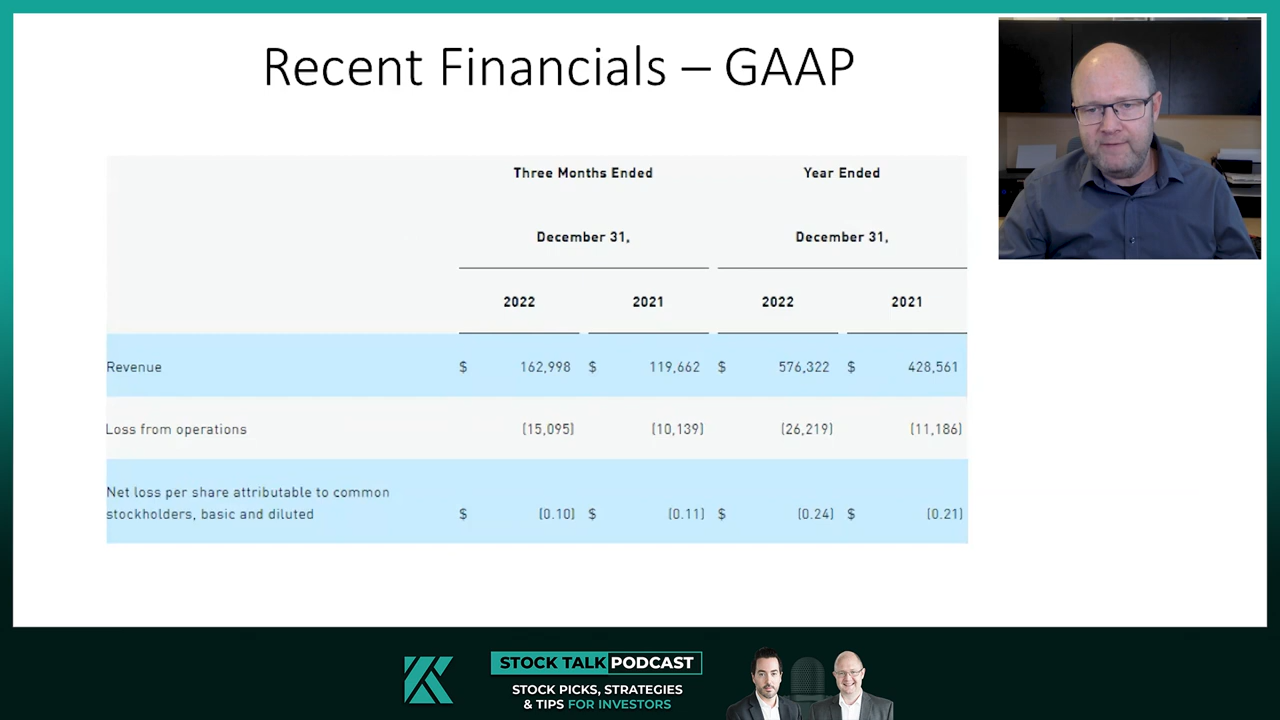 Recent Financials – GAAP
Three Months Ended Year Ended
December 31, December 31,
2022 2021 2022 2021
Revenue $ 162,998 $ 119,662 $ 576,322 $ 428,561
Loss from operations (15,095) (10,139) (26,219) (11,186)
Net loss per share attributable to common
stockholders, basic and diluted $ (0.10) $ (0.11) $ (0.24) $ (0.21)
STOCK TALK PODCAST
STOCK PICKS, STRATEGIES
& TIPS FOR INVESTORS